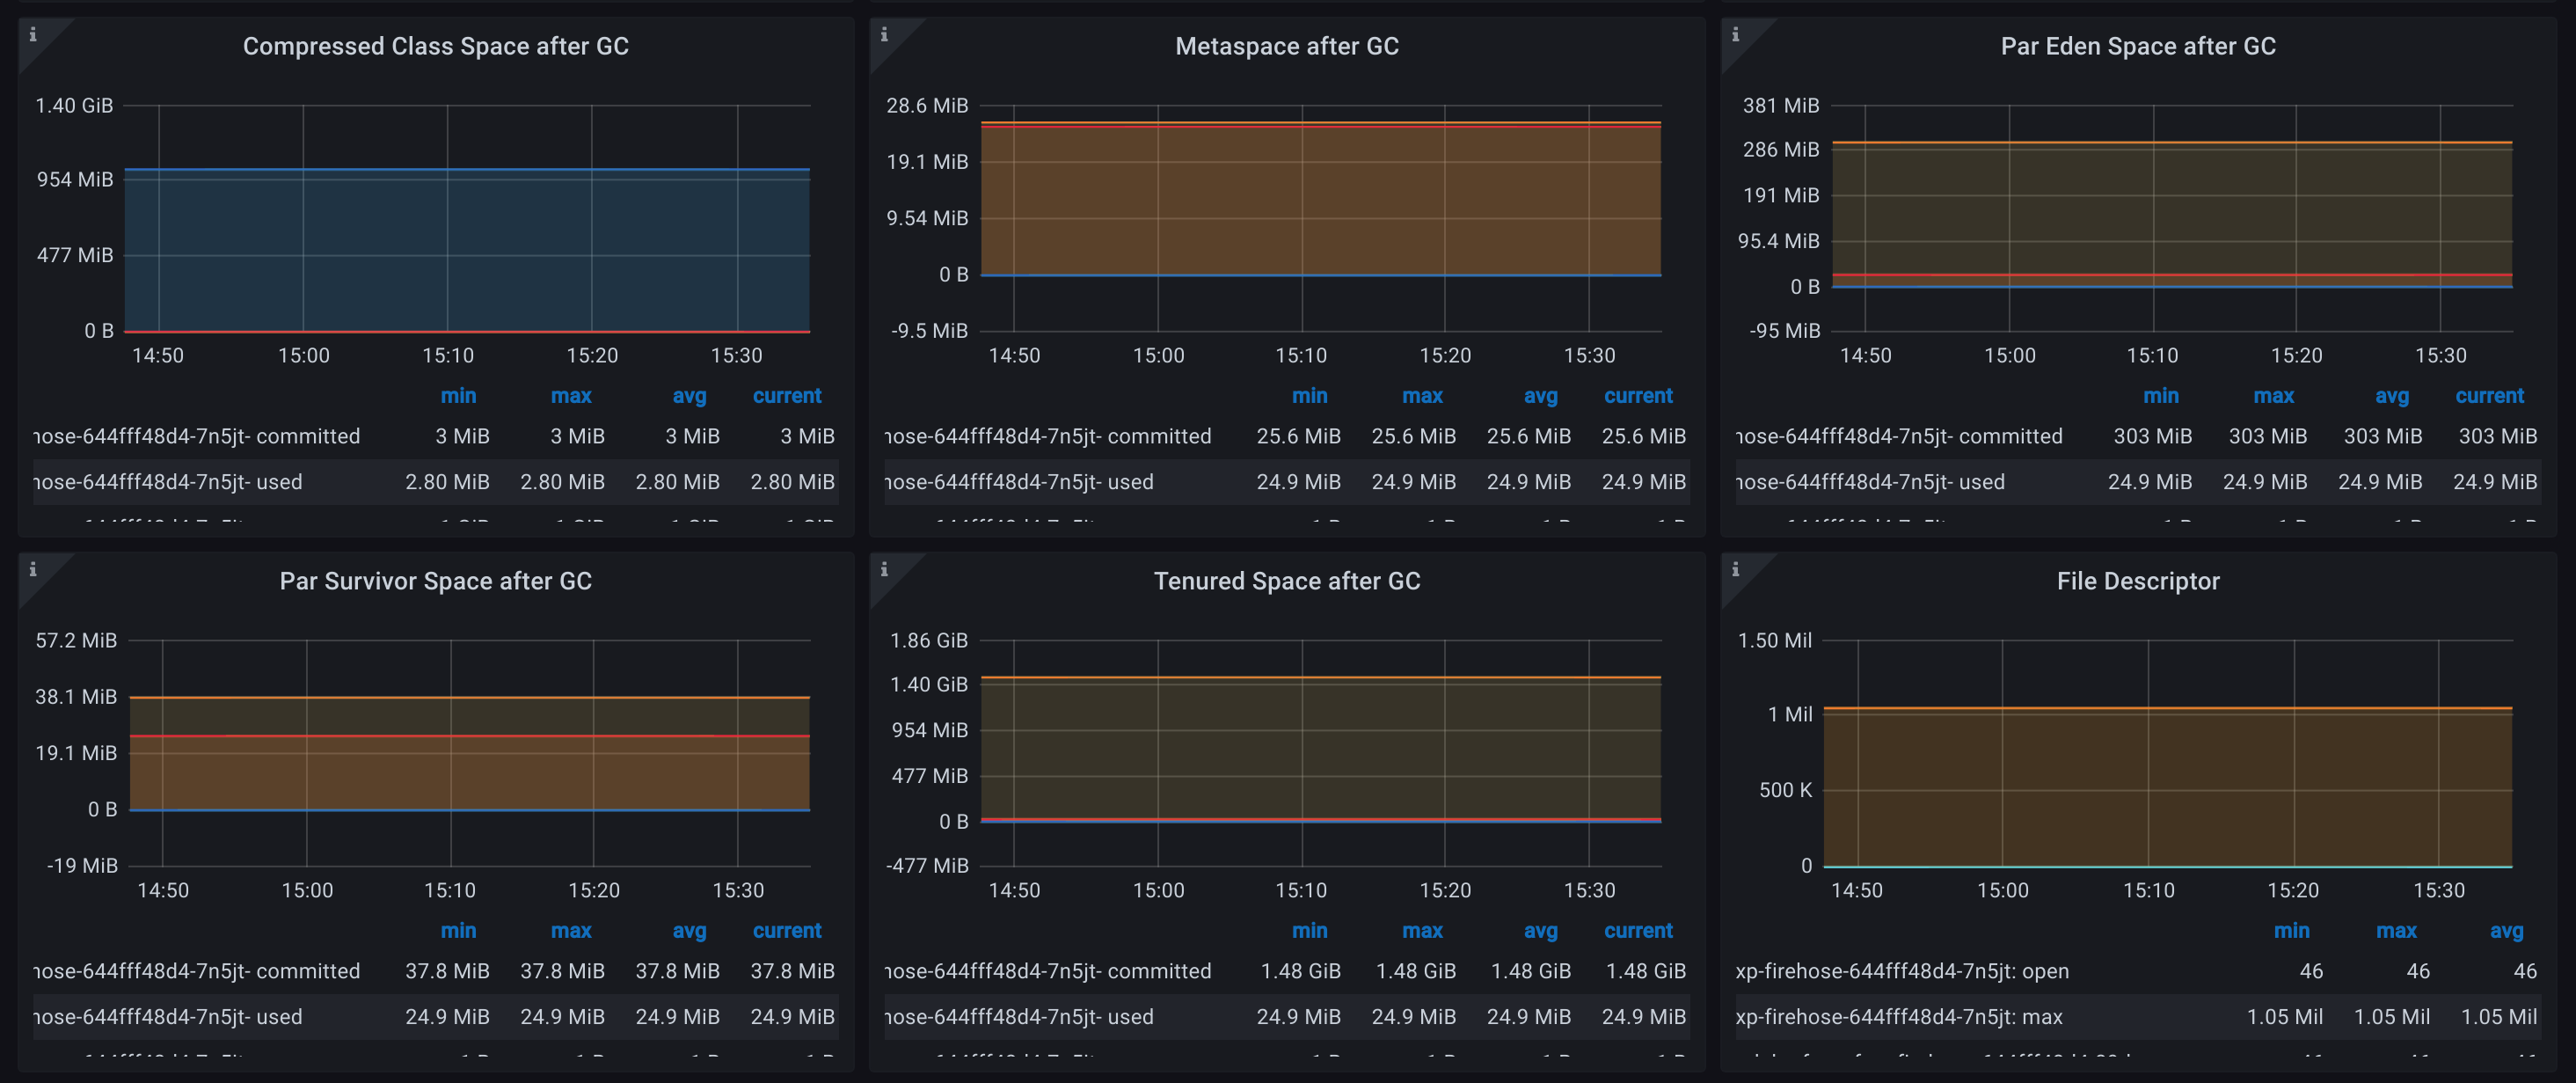 Compressed Class Space after GC
1.40 GiB
954 MiB
477 MiB
0 B
14:50 15:00 15:10 15:20 15:30
min max avg current
hose-644fff48d4-7n5jt- committed 3 MiB 3 MiB 3 MiB 3 MiB
hose-644fff48d4-7n5jt- used 2.80 MiB 2.80 MiB 2.80 MiB 2.80 MiB
Metaspace after GC
28.6 MiB
19.1 MiB
9.54 MiB
0 B
-9.5 MiB
14:50 15:00 15:10 15:20 15:30
min max avg current
hose-644fff48d4-7n5jt- committed 25.6 MiB 25.6 MiB 25.6 MiB 25.6 MiB
hose-644fff48d4-7n5jt- used 24.9 MiB 24.9 MiB 24.9 MiB 24.9 MiB
Par Eden Space after GC
381 MiB
286 MiB
191 MiB
95.4 MiB
0 B
-95 MiB
14:50 15:00 15:10 15:20 15:30
min max avg current
hose-644fff48d4-7n5jt- committed 303 MiB 303 MiB 303 MiB 303 MiB
hose-644fff48d4-7n5jt- used 24.9 MiB 24.9 MiB 24.9 MiB 24.9 MiB
Par Survivor Space after GC
57.2 MiB
38.1 MiB
19.1 MiB
0 B
-19 MiB
14:50 15:00 15:10 15:20 15:30
min max avg current
hose-644fff48d4-7n5jt- committed 37.8 MiB 37.8 MiB 37.8 MiB 37.8 MiB
hose-644fff48d4-7n5jt- used 24.9 MiB 24.9 MiB 24.9 MiB 24.9 MiB
Tenured Space after GC
1.86 GiB
1.40 GiB
954 MiB
477 MiB
0 B
-477 MiB
14:50 15:00 15:10 15:20 15:30
min max avg current
hose-644fff48d4-7n5jt- committed 1.48 GiB 1.48 GiB 1.48 GiB 1.48 GiB
hose-644fff48d4-7n5jt- used 24.9 MiB 24.9 MiB 24.9 MiB 24.9 MiB
File Descriptor
1.50 Mil
1 Mil
500 K
0
14:50 15:00 15:10 15:20 15:30
min max avg
xp-firehose-644fff48d4-7n5jt: open 46 46 46
xp-firehose-644fff48d4-7n5jt: max 1.05 Mil 1.05 Mil 1.05 Mil